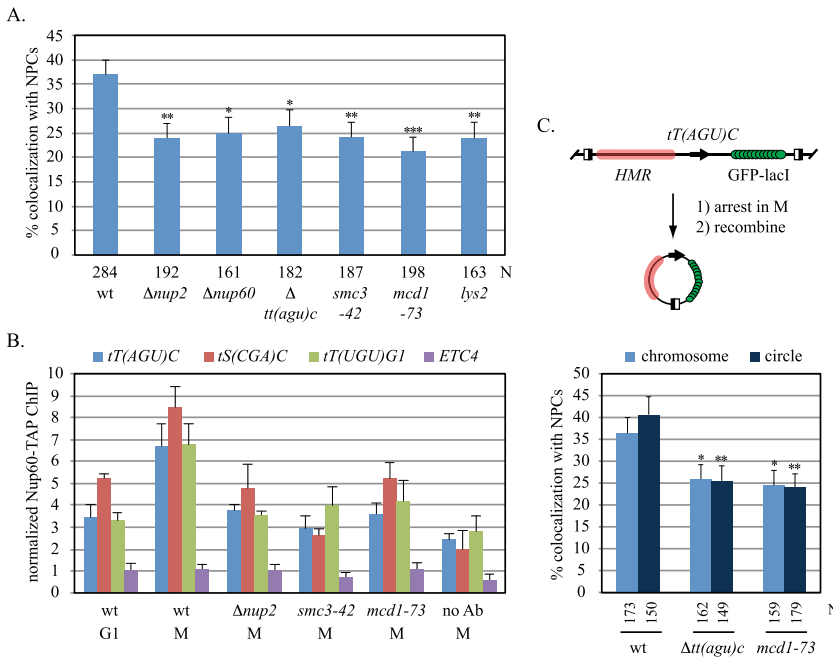 A.
% colocalization with NPCs
45
40
35
30
25
20
15
10
5
0
** * * ** *** **
284 192 161 182 187 198 163 N
wt Δnup2 Δnup60 Δ smc3 mcd1 lys2
tt(agu)c -42 -73
B.
tT(AGU)C tS(CGA)C tT(UGU)G1 ETC4
normalized Nup60-TAP ChIP
10
9
8
7
6
5
4
3
2
1
0
wt wt Δnup2 smc3-42 mcd1-73 no Ab
G1 M M M M M
C.
tT(AGU)C
HMR GFP-lacI
1) arrest in M
2) recombine
chromosome circle
% colocalization with NPCs
50
45
40
35
30
25
20
15
10
5
0
* ** * **
173 150 162 149 159 179 N
wt Δtt(agu)c mcd1-73